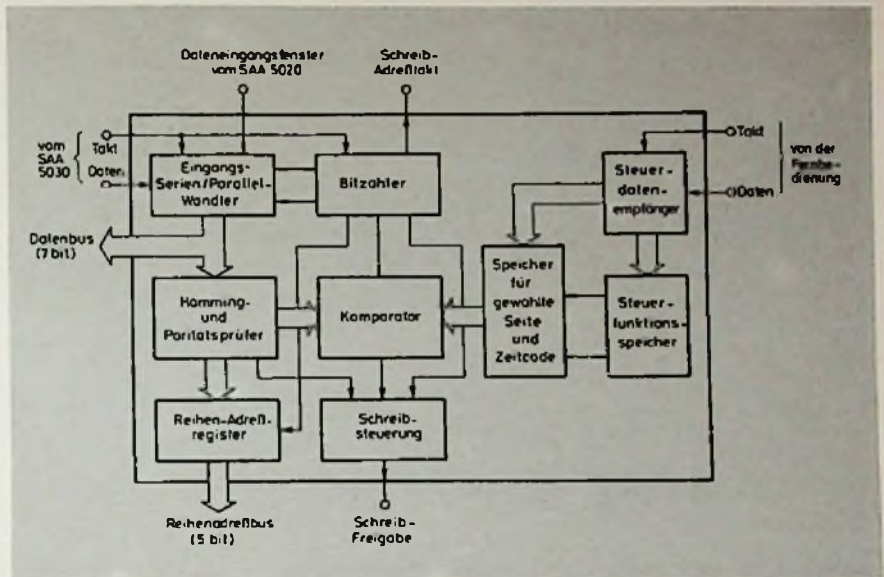 Dateneingangsfenster
vom SAA 5020
Schreib-
Adreßtakt
vom
SAA
5030
Takt
Daten
Eingangs-
Serien/Parallel-
Wandler
Bitzähler
Steuer-
daten-
empfänger
Takt
Daten
von der
Fernbe-
dienung
Datenbus
(7 bit)
Hamming-
und
Paritätsprüfer
Komparator
Speicher
für
gewählte
Seite
und
Zeitcode
Steuer-
funktions-
speicher
Reihen-Adreß-
register
Schreib-
steuerung
Reihenadreßbus
(5 bit)
Schreib-
Freigabe